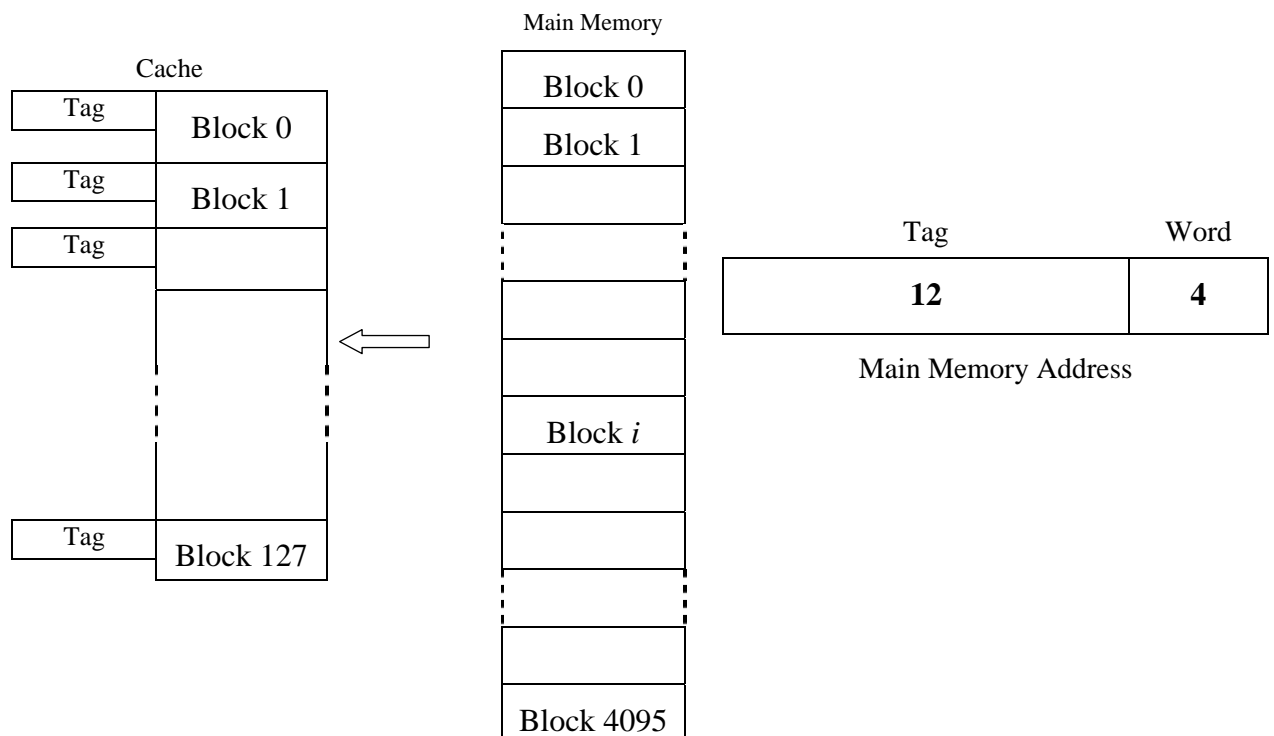 Main Memory
Cache
Tag
Block 0
Tag
Block 1
Tag
Tag
Block 127
Block 0
Block 1
Block i
Block 4095
Tag
Word
12
4
Main Memory Address